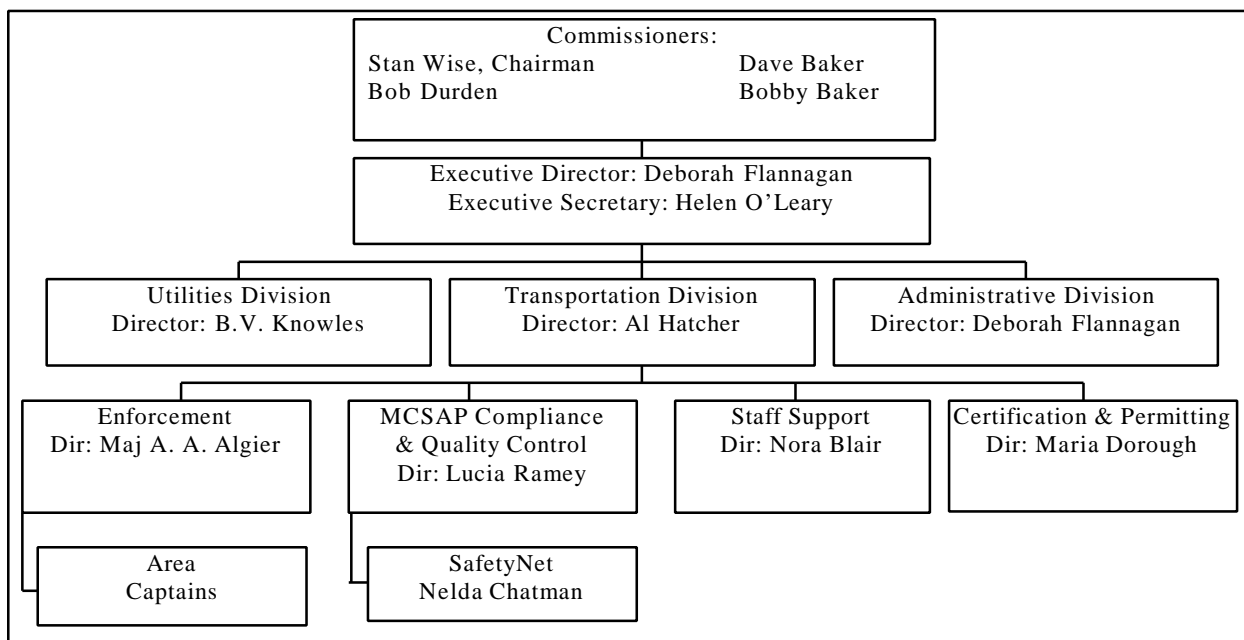 Commissioners:
Stan Wise, Chairman Dave Baker
Bob Durden Bobby Baker
Executive Director: Deborah Flannagan
Executive Secretary: Helen O’Leary
Utilities Division
Director: B.V. Knowles
Transportation Division
Director: Al Hatcher
Administrative Division
Director: Deborah Flannagan
Enforcement
Dir: Maj A. A. Algier
MCSAP Compliance
& Quality Control
Dir: Lucia Ramey
Staff Support
Dir: Nora Blair
Certification & Permitting
Dir: Maria Dorough
Area
Captains
SafetyNet
Nelda Chatman